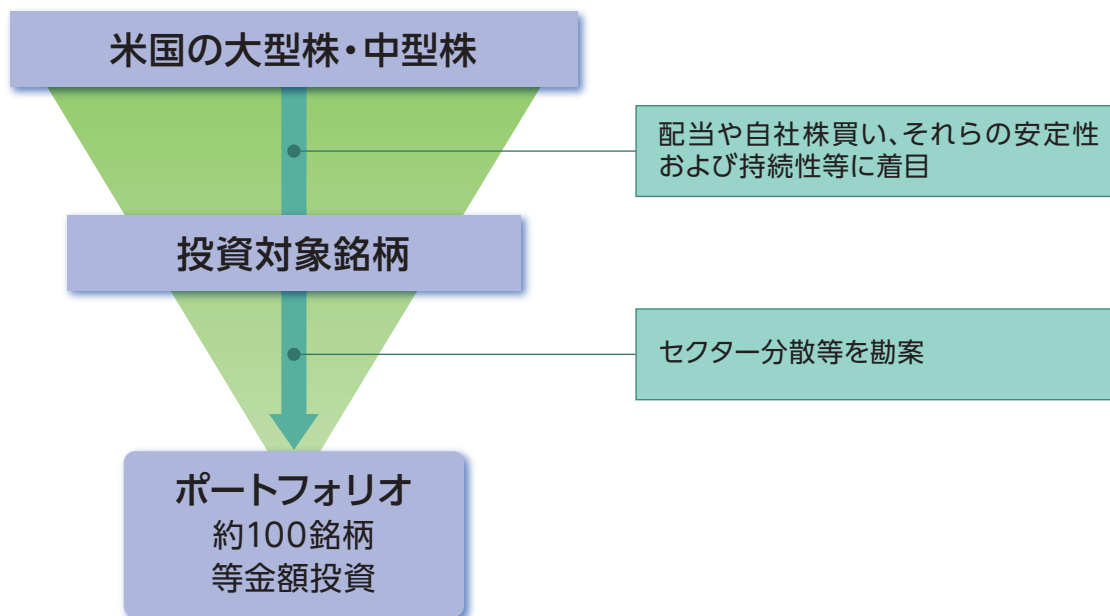 米国の大型株・中型株
配当や自社株買い、それらの安定性
および持続性等に着目
投資対象銘柄
セクター分散等を勘案
ポートフォリオ
約100銘柄
等金額投資